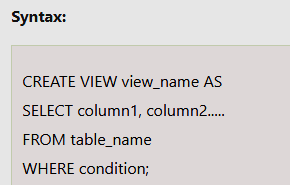 Syntax:
CREATE VIEW view_name AS
SELECT column1, column2.....
FROM table_name
WHERE condition;